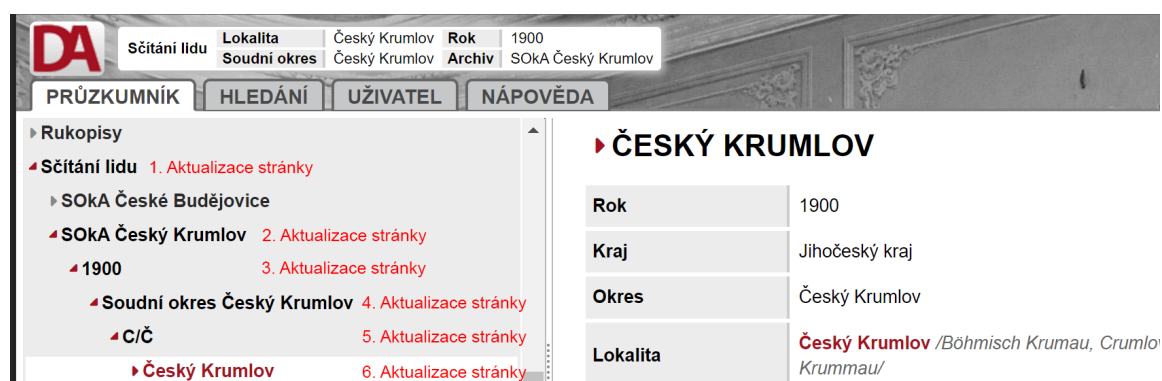 DA
Sčítání lidu
Lokalita Český Krumlov Rok 1900
Soudní okres Český Krumlov Archiv SOkA Český Krumlov
PRŮZKUMNÍK HLEDÁNÍ UŽIVATEL NÁPOVĚDA
Rukopisy
Sčítání lidu 1. Aktualizace stránky
SOkA České Budějovice
SOkA Český Krumlov 2. Aktualizace stránky
1900 3. Aktualizace stránky
Soudní okres Český Krumlov 4. Aktualizace stránky
C/Č 5. Aktualizace stránky
Český Krumlov 6. Aktualizace stránky
ČESKÝ KRUMLOV
Rok 1900
Kraj Jihočeský kraj
Okres Český Krumlov
Lokalita Český Krumlov /Böhmisch Krumau, Crumlov
Krummau/